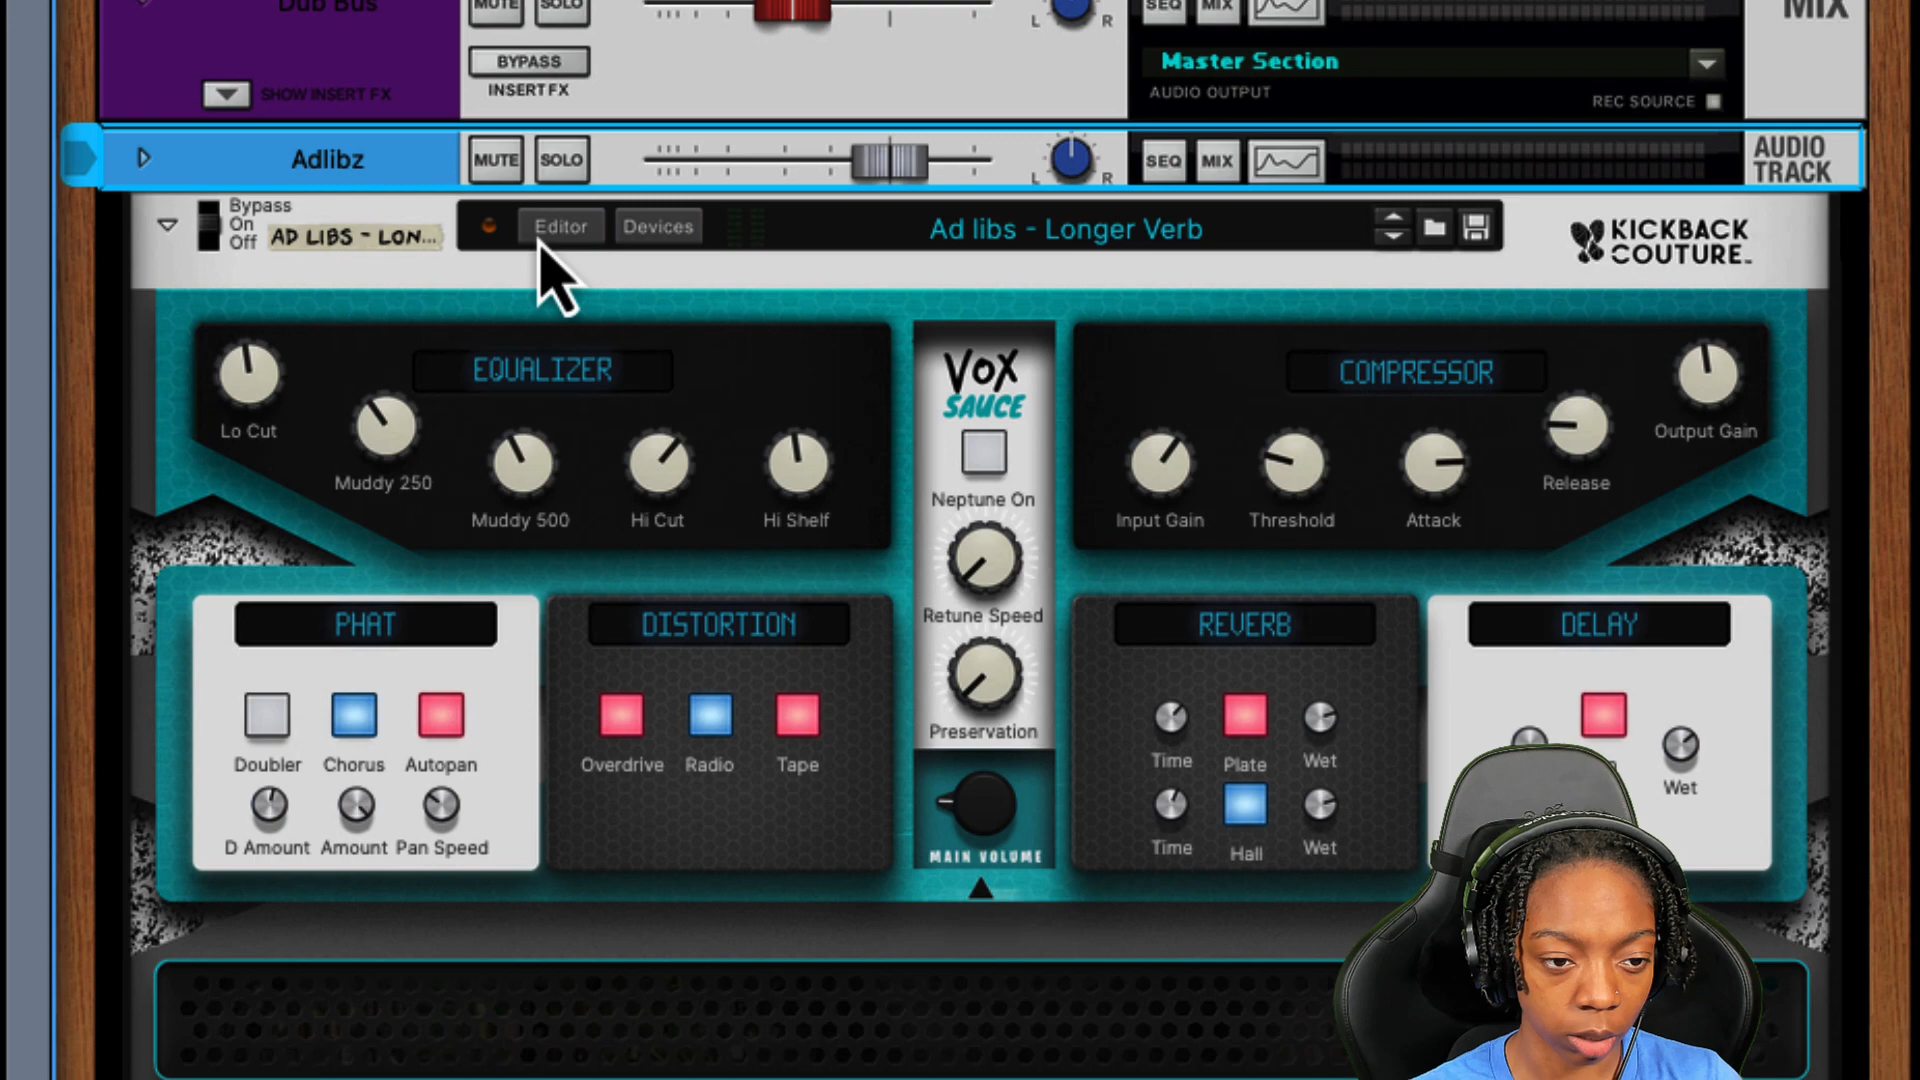 Dub Bus
MUTE
SOLO
L
R
SEQ
MIX
MIX
BYPASS
INSERT FX
SHOW INSERT FX
Master Section
AUDIO OUTPUT
REC SOURCE
Adlibz
MUTE
SOLO
L
R
SEQ
MIX
AUDIO
TRACK
Bypass
On
Off
AD LIBS - LON...
Editor
Devices
Ad libs - Longer Verb
KICKBACK
COUTURE
EQUALIZER
Lo Cut
Muddy 250
Muddy 500
Hi Cut
Hi Shelf
VOX
SAUCE
Neptune On
Retune Speed
Preservation
MAIN VOLUME
COMPRESSOR
Input Gain
Threshold
Attack
Release
Output Gain
PHAT
Doubler
Chorus
Autopan
D Amount
Amount
Pan Speed
DISTORTION
Overdrive
Radio
Tape
REVERB
Time
Plate
Wet
Time
Hall
Wet
DELAY
Wet